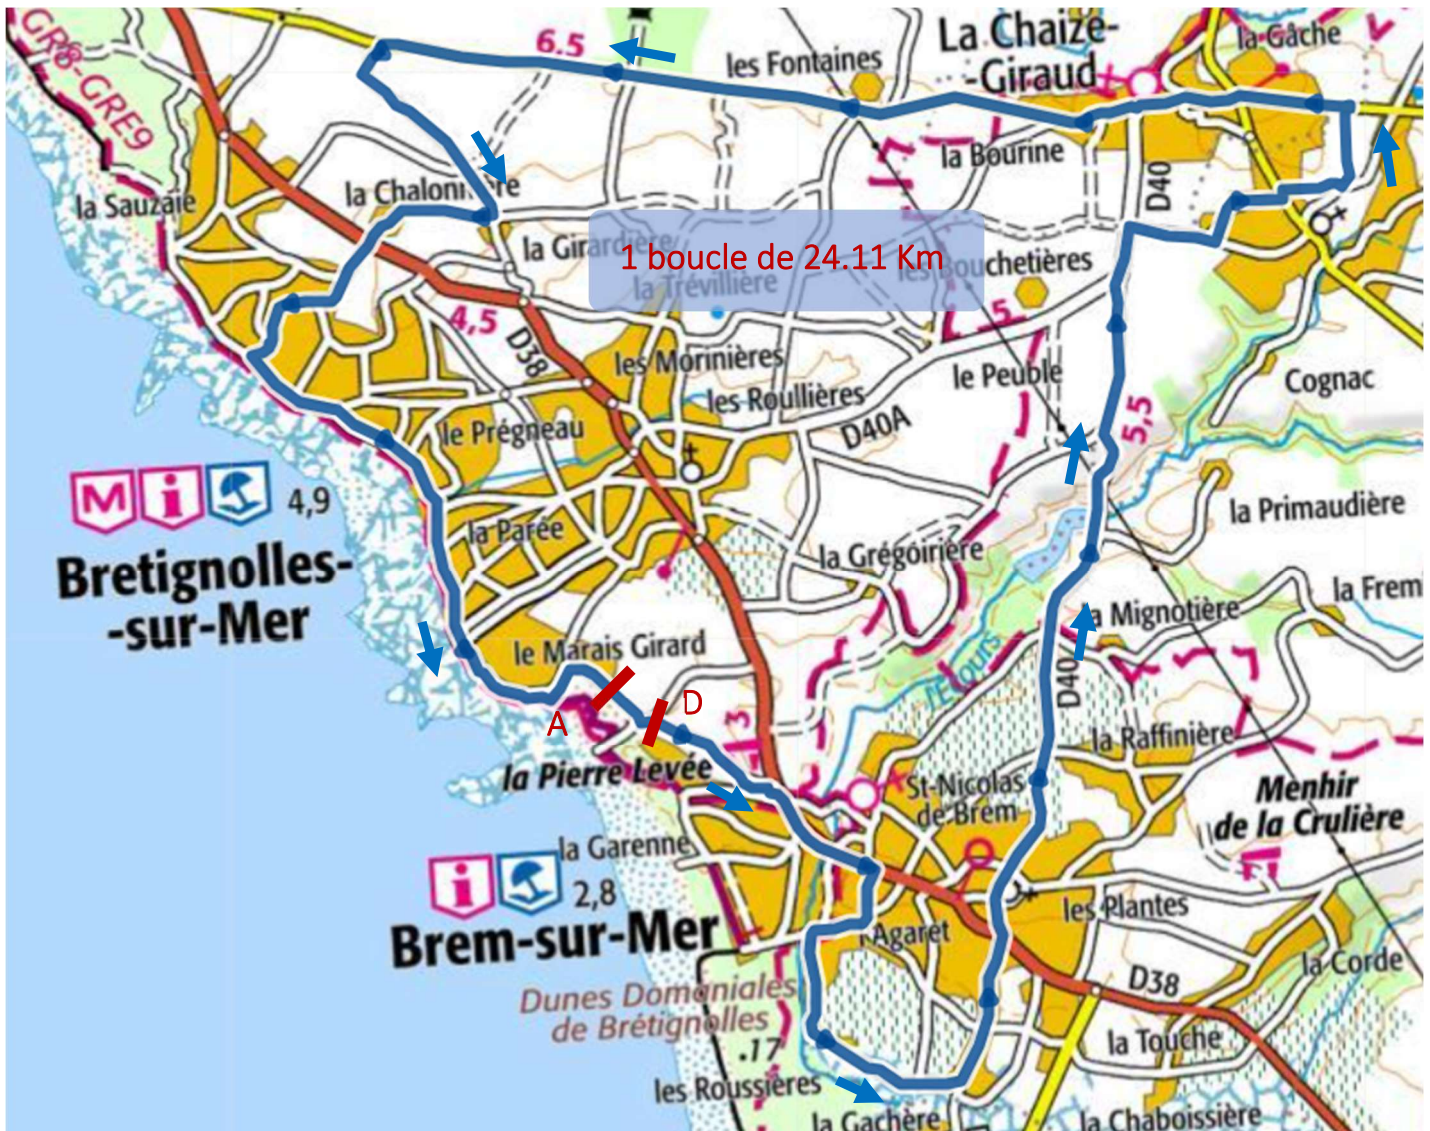 GR8-GRE9
6.5
les Fontaines
La Chaize-
-Giraud
la Gâche
la Bourine
D40
la Sauzaie
la Chalonnière
la Girardière
1 boucle de 24.11 Km
la Trévillière
les Bouchetières
4,5
D38
5
les Morinières
le Peuble
Cognac
les Roullières
D40A
le Prégneau
5,5
M i 4,9
la Parée
la Primaudière
la Grégoirière
Bretignolles-
-sur-Mer
la Frem
la Mignotière
le Marais Girard
l'Ecours
D40
A
D
3
la Raffinière
la Pierre Levée
St-Nicolas
de Brem
Menhir
de la Crulière
la Garenne
i 2,8
les Plantes
Brem-sur-Mer
l'Agaret
la Corde
D38
Dunes Domaniales
de Brétignolles
.17
la Touche
les Roussières
la Gachère
la Chaboissière